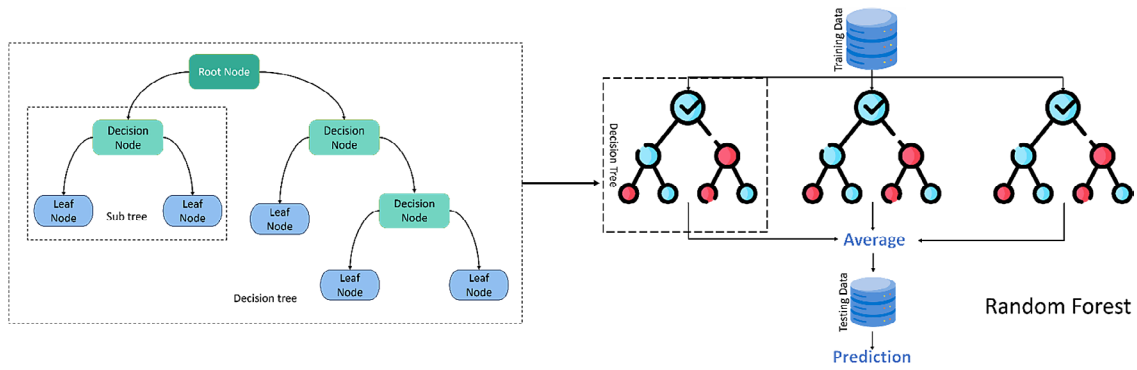 Root Node
Decision
Node
Decision
Node
Leaf
Node
Leaf
Node
Sub tree
Leaf
Node
Decision
Node
Leaf
Node
Leaf
Node
Decision tree
Training Data
Decision Tree
Average
Testing Data
Random Forest
Prediction